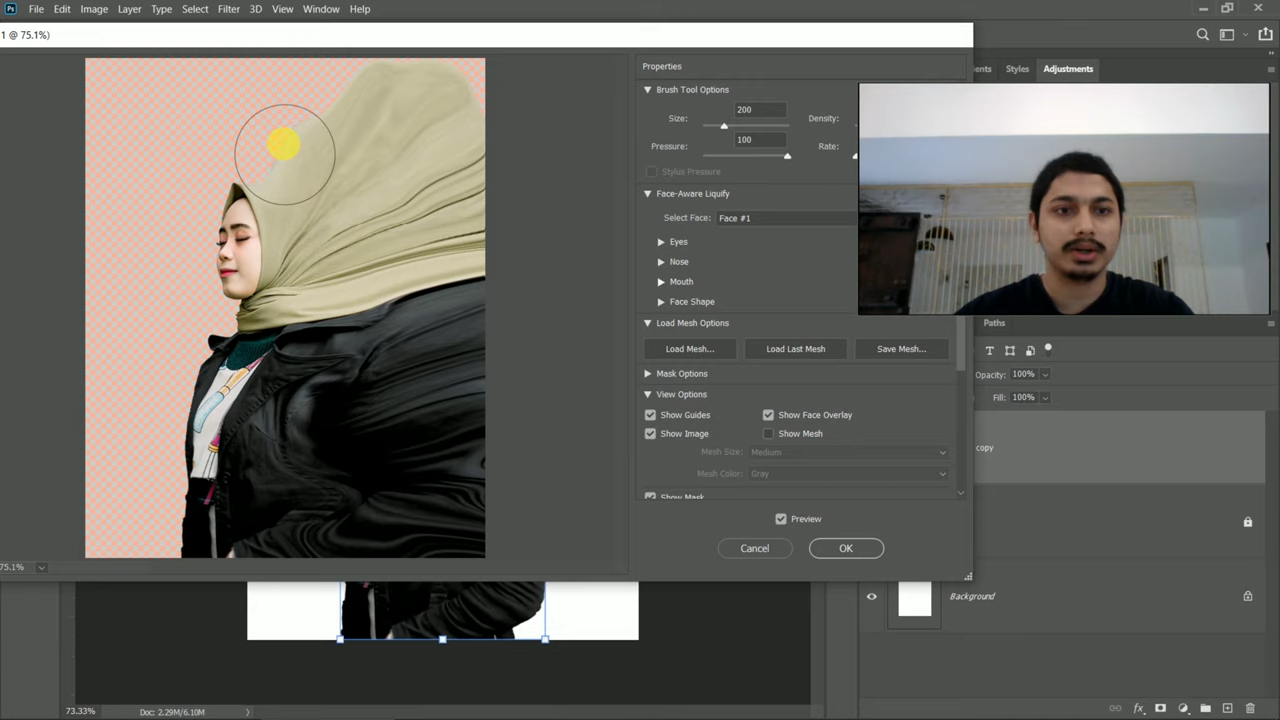 Ps File Edit Image Layer Type Select Filter 3D View Window Help
1 @ 75.1%)
Properties
Styles Adjustments
Brush Tool Options
Size: 200 Density:
Pressure: 100 Rate:
Stylus Pressure
Face-Aware Liquify
Select Face: Face #1
Eyes
Nose
Mouth
Face Shape
Load Mesh Options
Load Mesh... Load Last Mesh Save Mesh...
Mask Options
View Options
Show Guides Show Face Overlay
Show Image Show Mesh
Mesh Size: Medium
Mesh Color: Gray
Show Mask
Preview
Cancel OK
75.1%
Paths
Opacity: 100%
Fill: 100%
copy
Background
73.33% Doc: 2.29M/6.10M
fx